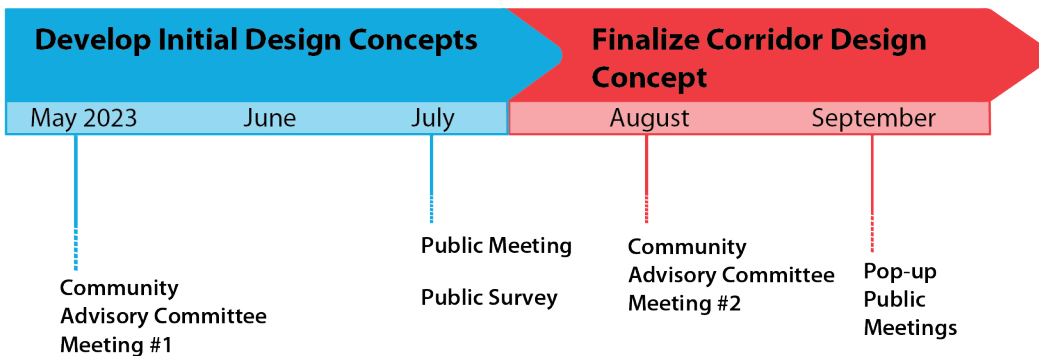 Develop Initial Design Concepts
Finalize Corridor Design
Concept
May 2023
June
July
August
September
Community
Advisory Committee
Meeting #1
Public Meeting
Public Survey
Community
Advisory Committee
Meeting #2
Pop-up
Public
Meetings